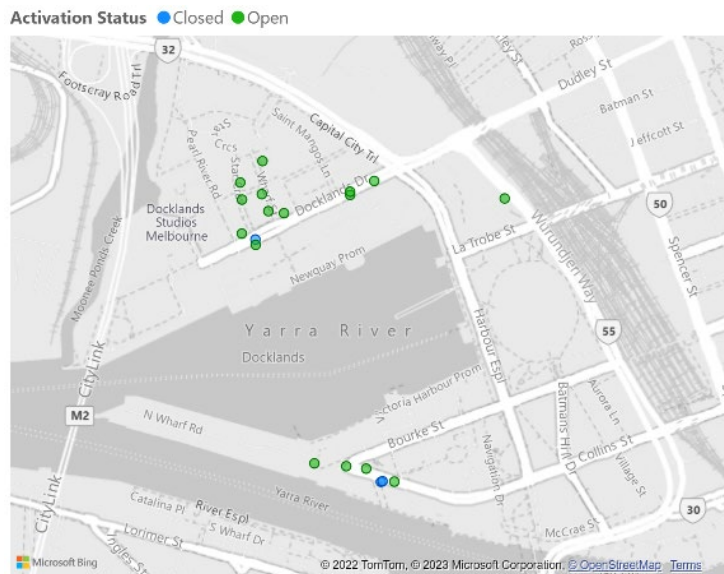 Activation Status Closed Open
32
Footscray Road Trl
Dudley St
Batman St
Jeffcott St
Capital City Trl
Saint Mangos Ln
Pearl River Rd
Docklands Dr
Docklands
Studios
Melbourne
Moonee Ponds Creek
La Trobe St
Wurundjeri Way
50
Spencer St
Newquay Prom
Harbour Espl
Yarra River
Docklands
55
CityLink
M2
Victoria Harbour Prom
N Wharf Rd
Bourke St
Batmans Hill Dr
Aurora Ln
Collins St
Navigation Dr
Village St
Yarra River
CityLink
Catalina Pl
River Espl
S Wharf Dr
Lorimer St
Ingles St
McCrae St
30
Microsoft Bing
© 2022 TomTom, © 2023 Microsoft Corporation, © OpenStreetMap Terms